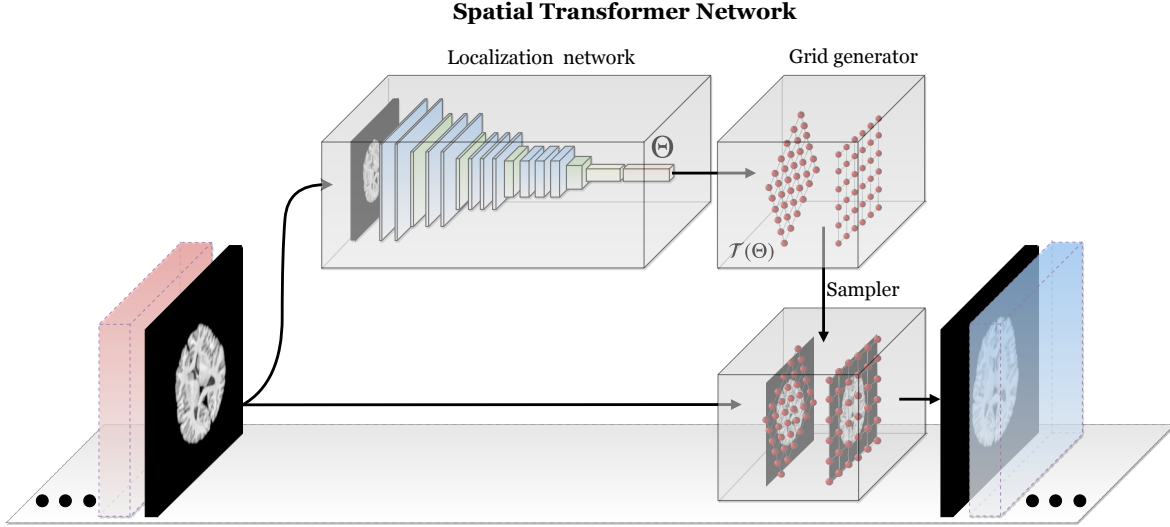 Spatial Transformer Network
Localization network
Grid generator
Θ
𝒯(Θ)
Sampler